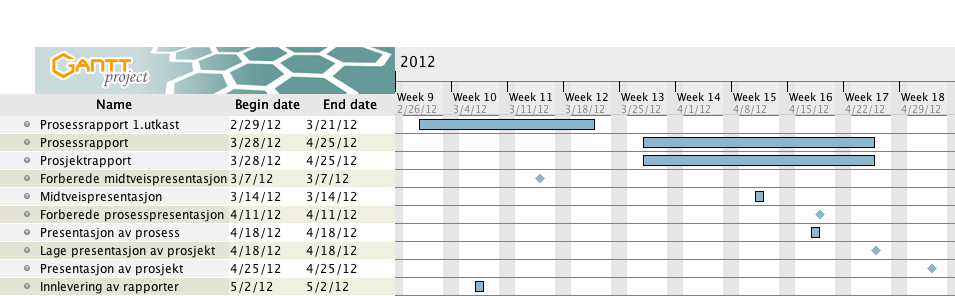 GANTT project
2012
Week 9 Week 10 Week 11 Week 12 Week 13 Week 14 Week 15 Week 16 Week 17 Week 18
2/26/12 3/4/12 3/11/12 3/18/12 3/25/12 4/1/12 4/8/12 4/15/12 4/22/12 4/29/12
Name Begin date End date
Prosessrapport 1.utkast 2/29/12 3/21/12
Prosessrapport 3/28/12 4/25/12
Prosjektrapport 3/28/12 4/25/12
Forberede midtveispresentasjon 3/7/12 3/7/12
Midtveispresentasjon 3/14/12 3/14/12
Forberede prosesspresentasjon 4/11/12 4/11/12
Presentasjon av prosess 4/18/12 4/18/12
Lage presentasjon av prosjekt 4/18/12 4/18/12
Presentasjon av prosjekt 4/25/12 4/25/12
Innlevering av rapporter 5/2/12 5/2/12